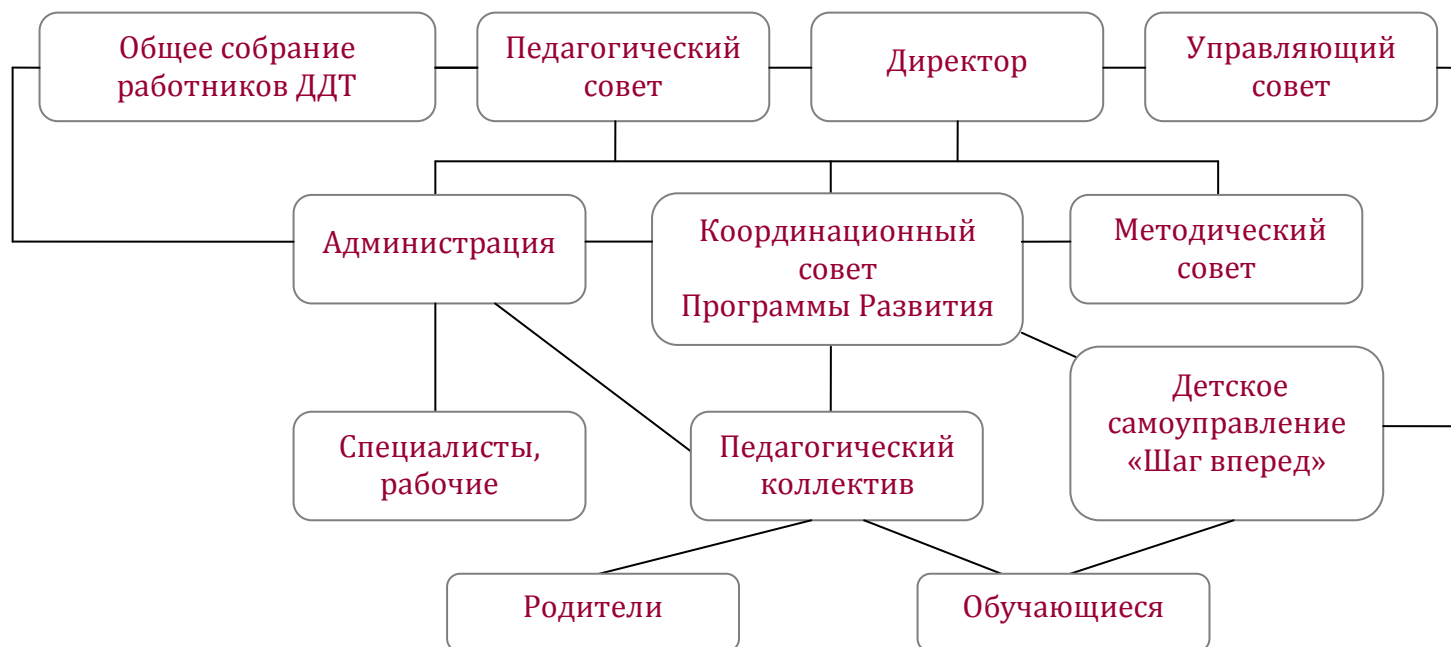 Общее собрание
работников ДДТ
Педагогический
совет
Директор
Управляющий
совет
Администрация
Координационный
совет
Программы Развития
Методический
совет
Специалисты,
рабочие
Педагогический
коллектив
Детское
самоуправление
«Шаг вперед»
Родители
Обучающиеся